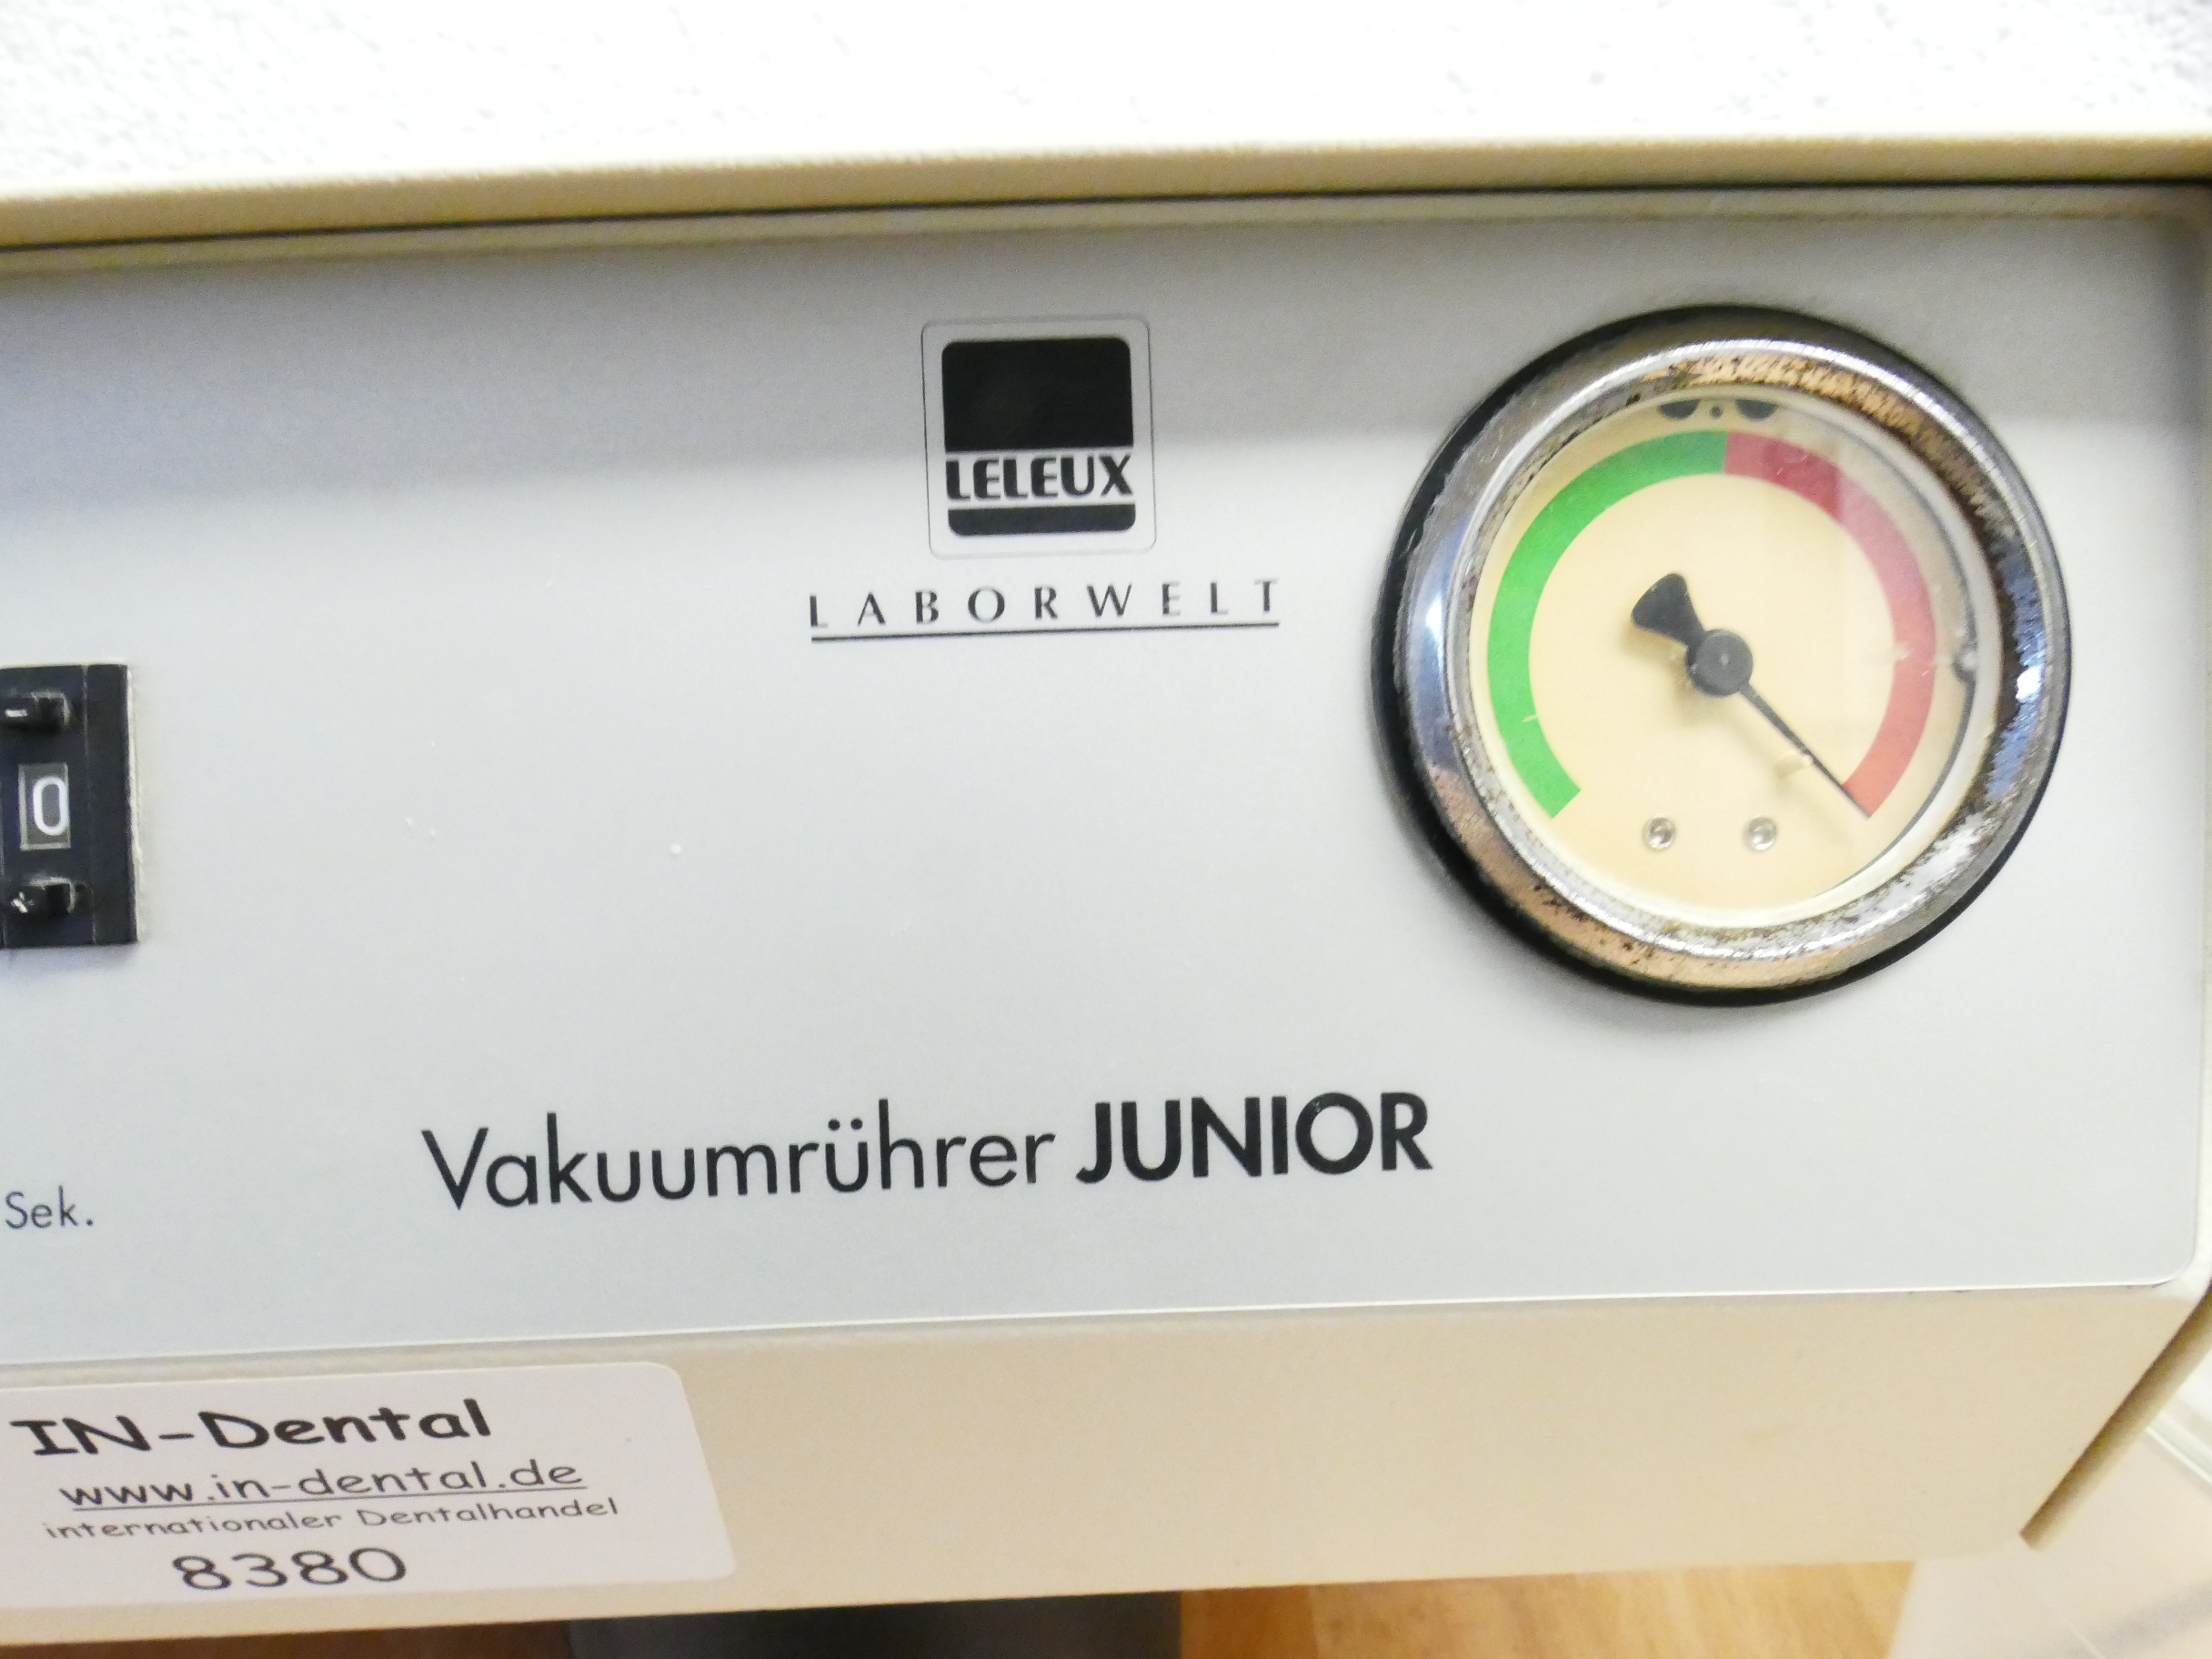 LELEUX
LABORWELT
0
Vakuumrührer JUNIOR
Sek.
IN-Dental
www.in-dental.de
internationaler Dentalhandel
8380